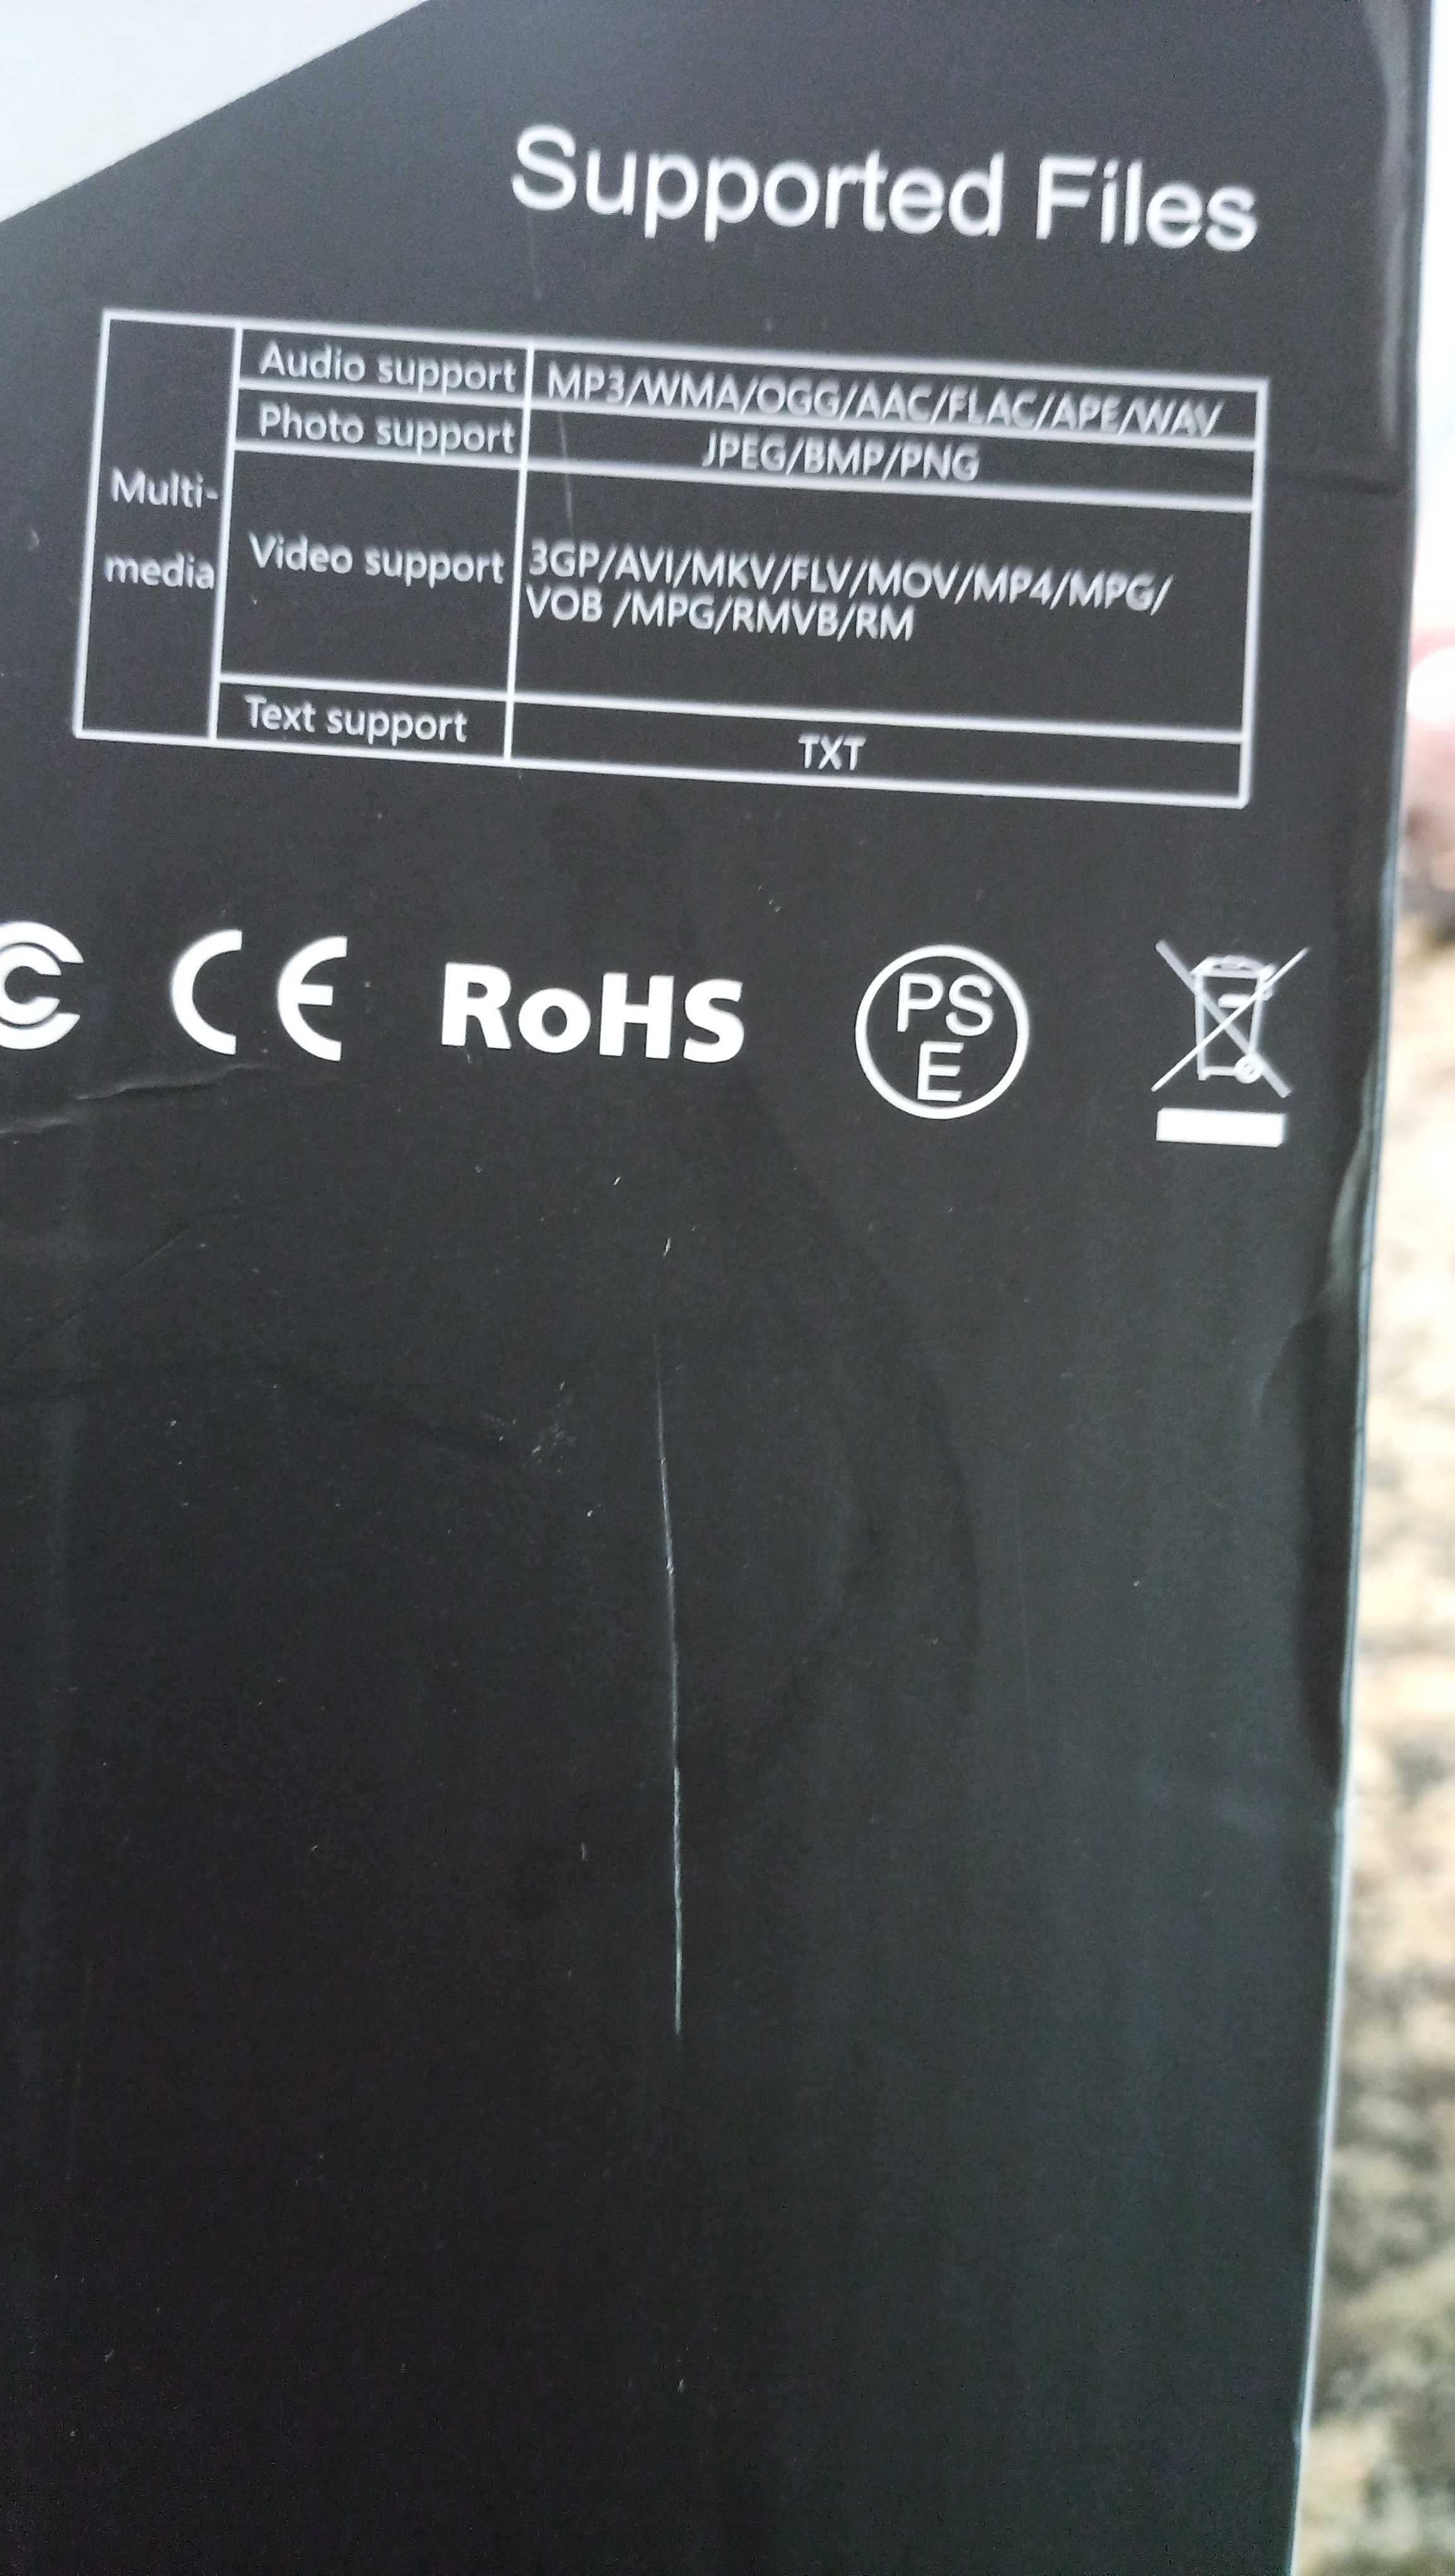 Supported Files
Multi-
media
Audio support MP3/WMA/OGG/AAC/FLAC/APE/WAV
Photo support JPEG/BMP/PNG
Video support 3GP/AVI/MKV/FLV/MOV/MP4/MPG/
VOB /MPG/RMVB/RM
Text support TXT
C CE RoHS PS
E